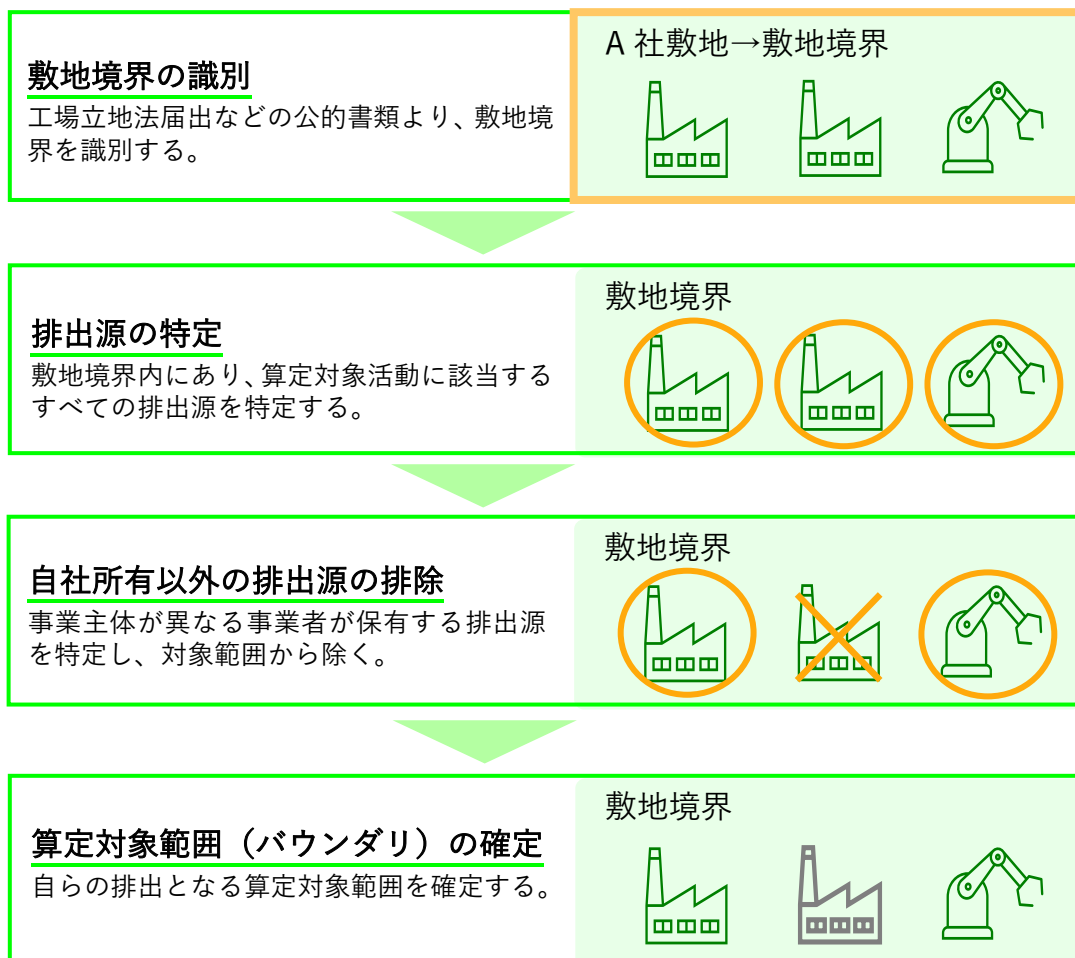 敷地境界の識別
工場立地法届出などの公的書類より、敷地境
界を識別する。
A 社敷地→敷地境界
排出源の特定
敷地境界内にあり、算定対象活動に該当する
すべての排出源を特定する。
敷地境界
自社所有以外の排出源の排除
事業主体が異なる事業者が保有する排出源
を特定し、対象範囲から除く。
敷地境界
算定対象範囲（バウンダリ）の確定
自らの排出となる算定対象範囲を確定する。
敷地境界